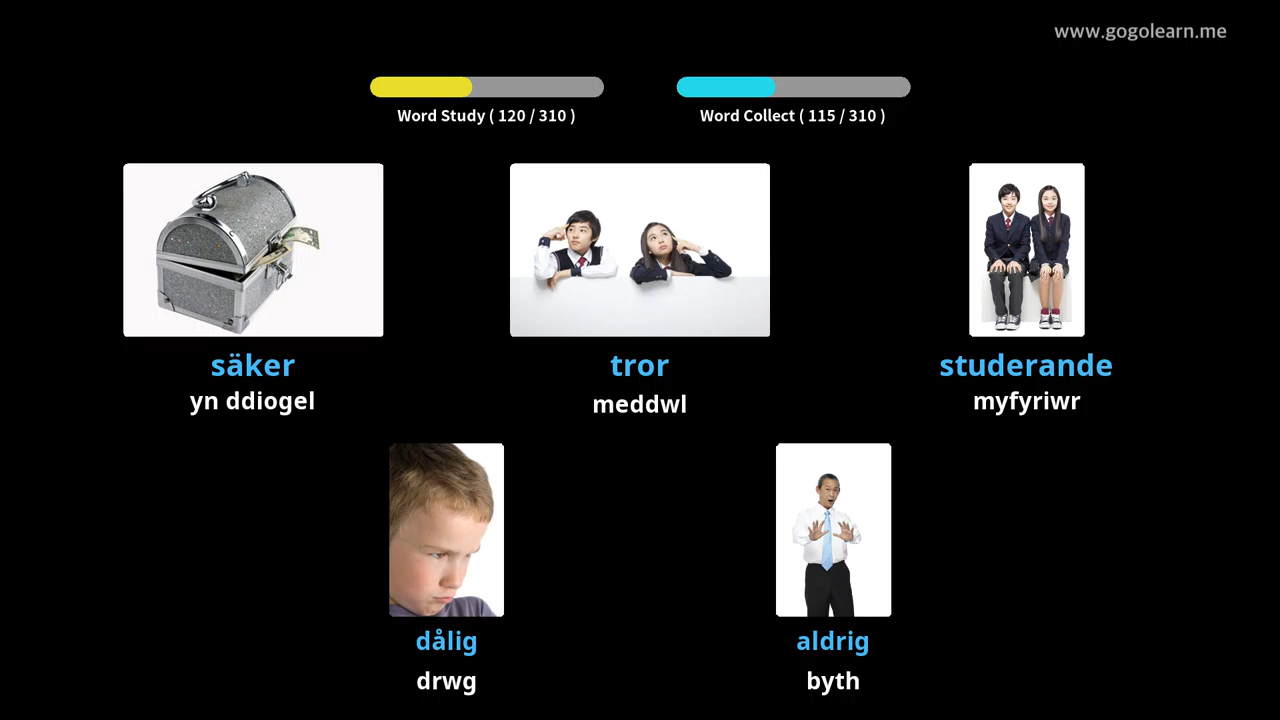 www.gogolearn.me
Word Study ( 120 / 310 )
Word Collect ( 115 / 310 )
säker
yn ddiogel
tror
meddwl
studerande
myfyriwr
dålig
drwg
aldrig
byth